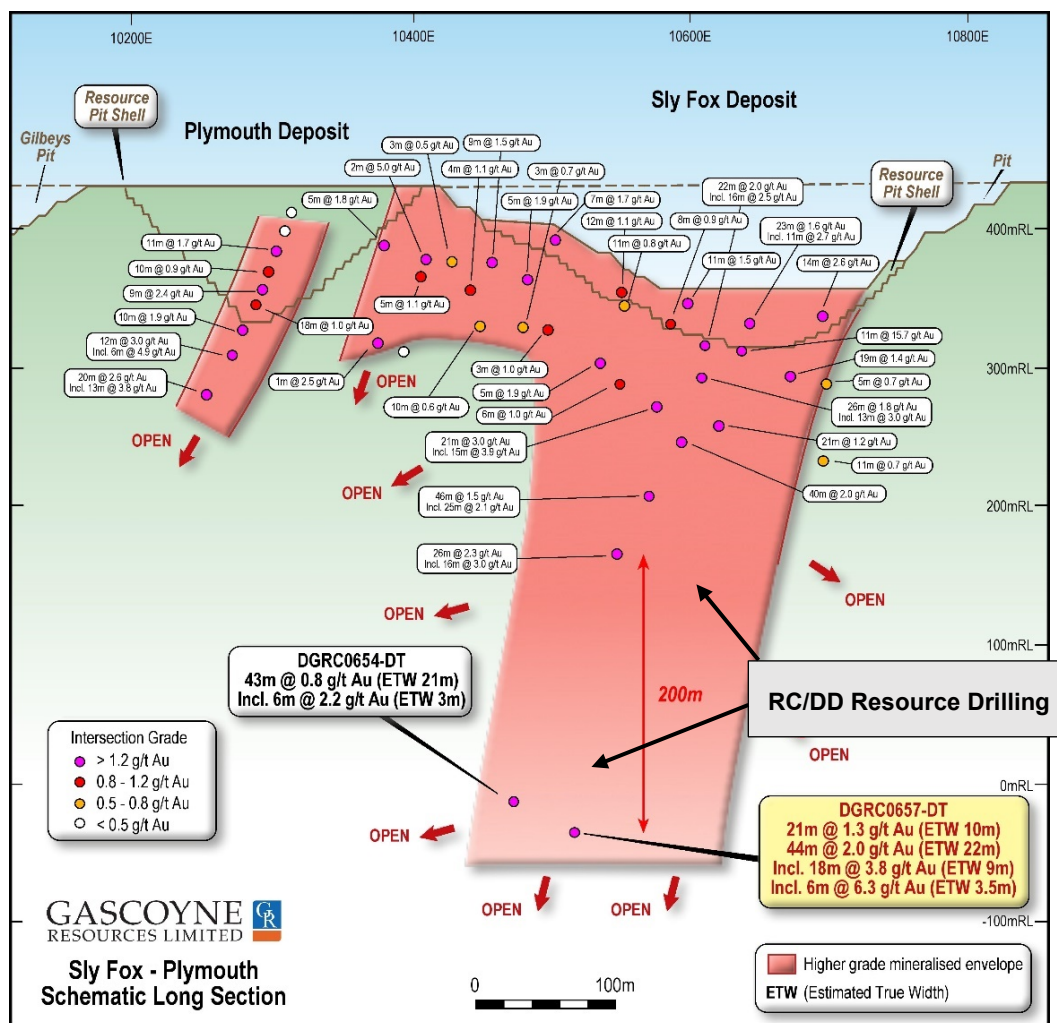 10200E
10400E
10600E
10800E
Resource
Pit Shell
Gilbeys
Pit
Plymouth Deposit
Sly Fox Deposit
Pit
Resource
Pit Shell
3m @ 0.5 g/t Au
9m @ 1.5 g/t Au
2m @ 5.0 g/t Au
4m @ 1.1 g/t Au
3m @ 0.7 g/t Au
5m @ 1.8 g/t Au
5m @ 1.9 g/t Au
7m @ 1.7 g/t Au
12m @ 1.1 g/t Au
11m @ 0.8 g/t Au
22m @ 2.0 g/t Au
Incl. 16m @ 2.5 g/t Au
8m @ 0.9 g/t Au
11m @ 1.5 g/t Au
23m @ 1.6 g/t Au
Incl. 11m @ 2.7 g/t Au
14m @ 2.6 g/t Au
400mRL
11m @ 1.7 g/t Au
10m @ 0.9 g/t Au
9m @ 2.4 g/t Au
10m @ 1.9 g/t Au
18m @ 1.0 g/t Au
5m @ 1.1 g/t Au
12m @ 3.0 g/t Au
Incl. 6m @ 4.9 g/t Au
20m @ 2.6 g/t Au
Incl. 13m @ 3.8 g/t Au
1m @ 2.5 g/t Au
OPEN
10m @ 0.6 g/t Au
3m @ 1.0 g/t Au
5m @ 1.9 g/t Au
6m @ 1.0 g/t Au
11m @ 15.7 g/t Au
19m @ 1.4 g/t Au
5m @ 0.7 g/t Au
26m @ 1.8 g/t Au
Incl. 13m @ 3.0 g/t Au
300mRL
OPEN
21m @ 3.0 g/t Au
Incl. 15m @ 3.9 g/t Au
21m @ 1.2 g/t Au
11m @ 0.7 g/t Au
OPEN
46m @ 1.5 g/t Au
Incl. 25m @ 2.1 g/t Au
40m @ 2.0 g/t Au
200mRL
26m @ 2.3 g/t Au
Incl. 16m @ 3.0 g/t Au
OPEN
OPEN
100mRL
DGRC0654-DT
43m @ 0.8 g/t Au (ETW 21m)
Incl. 6m @ 2.2 g/t Au (ETW 3m)
200m
RC/DD Resource Drilling
OPEN
Intersection Grade
> 1.2 g/t Au
0.8 - 1.2 g/t Au
0.5 - 0.8 g/t Au
< 0.5 g/t Au
0mRL
OPEN
DGRC0657-DT
21m @ 1.3 g/t Au (ETW 10m)
44m @ 2.0 g/t Au (ETW 22m)
Incl. 18m @ 3.8 g/t Au (ETW 9m)
Incl. 6m @ 6.3 g/t Au (ETW 3.5m)
OPEN
OPEN
-100mRL
GASCOYNE
RESOURCES LIMITED
GR
Sly Fox - Plymouth
Schematic Long Section
0
100m
Higher grade mineralised envelope
ETW (Estimated True Width)